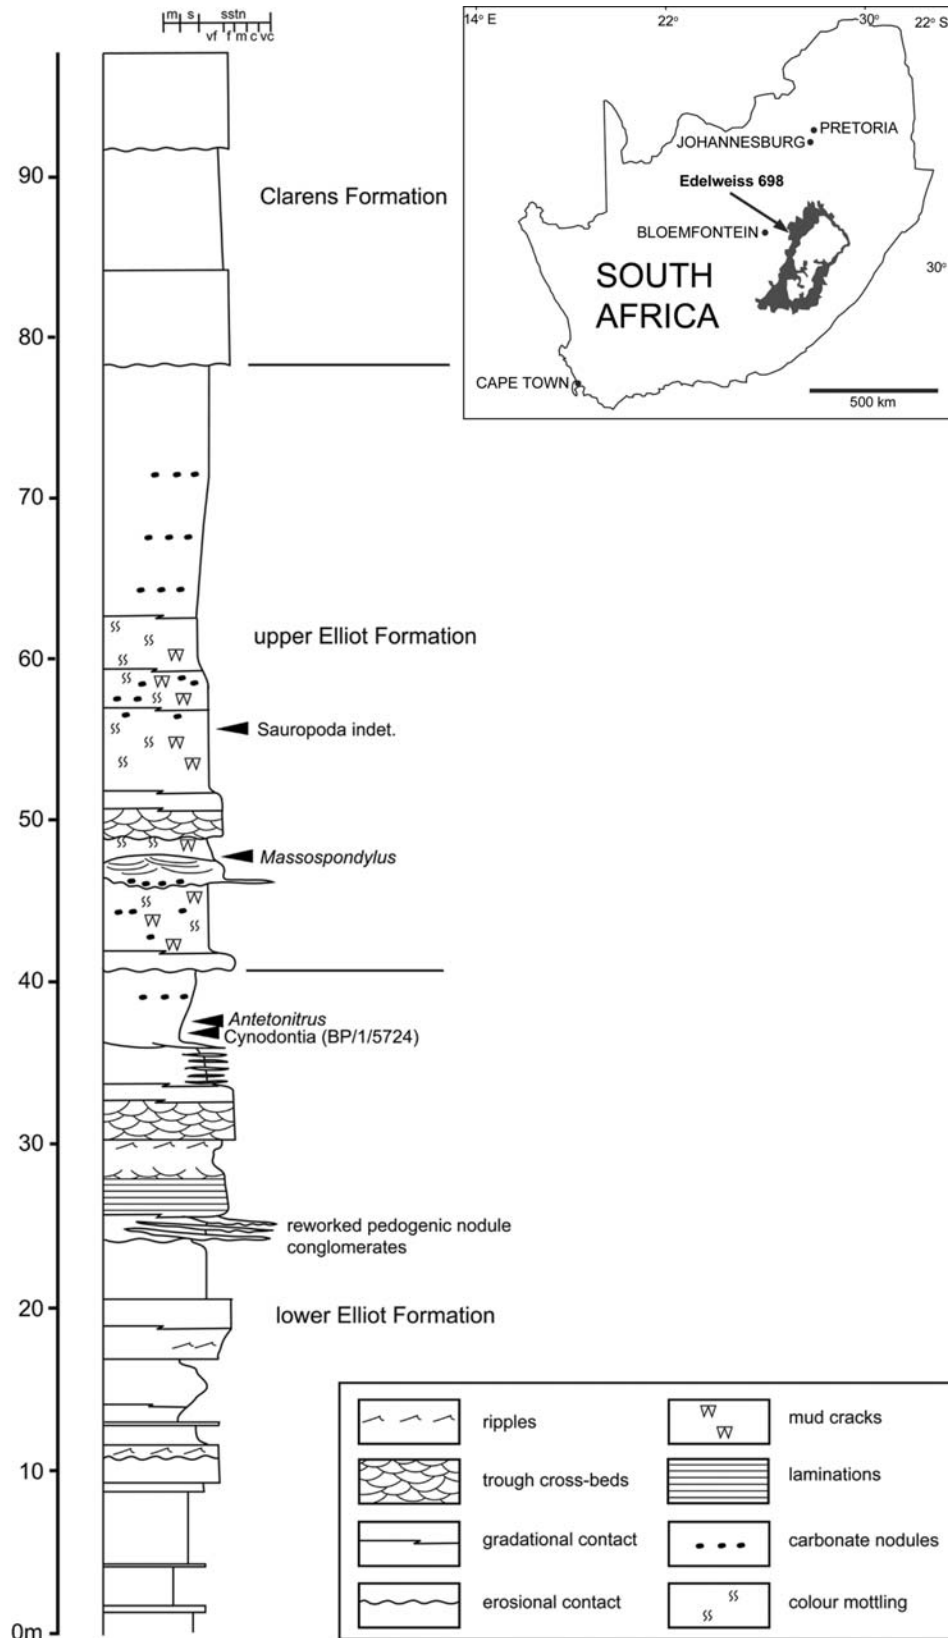 m s sstn
vf f m c vc
14° E 22° 30° 22° S
PRETORIA
JOHANNESBURG
Edelweiss 698
BLOEMFONTEIN
30°
SOUTH
AFRICA
CAPE TOWN
500 km
90
Clarens Formation
80
70
upper Elliot Formation
60
Sauropoda indet.
50
Massospondylus
40
Antetonitrus
Cynodontia (BP/1/5724)
30
reworked pedogenic nodule
conglomerates
20
lower Elliot Formation
10
0m
ripples
trough cross-beds
gradational contact
erosional contact
mud cracks
laminations
carbonate nodules
colour mottling